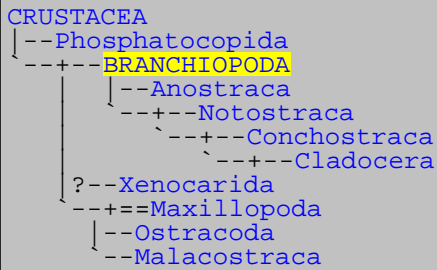 CRUSTACEA
|--Phosphatocopida
`--+--BRANCHIOPODA
   |  |--Anostraca
   |  `--+--Notostraca
   |     `--+--Conchostraca
   |        `--+--Cladocera
   |?--Xenocarida
   `--+==Maxillopoda
      |--Ostracoda
      `--Malacostraca